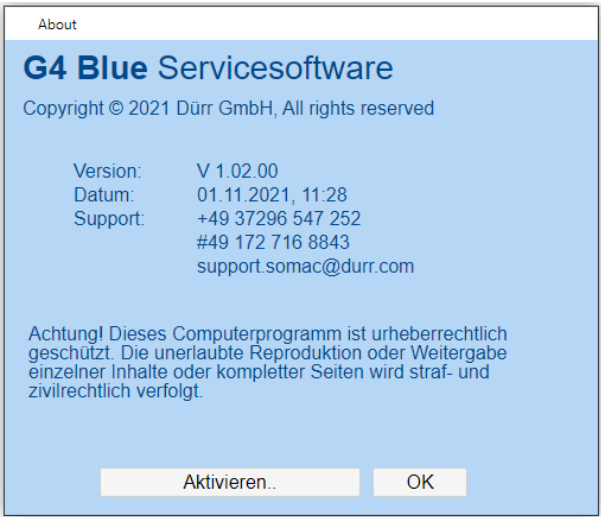 About
G4 Blue Servicesoftware
Copyright © 2021 Dürr GmbH, All rights reserved
Version: V 1.02.00
Datum: 01.11.2021, 11:28
Support: +49 37296 547 252
#49 172 716 8843
support.somac@durr.com
Achtung! Dieses Computerprogramm ist urheberrechtlich
geschützt. Die unerlaubte Reproduktion oder Weitergabe
einzelner Inhalte oder kompletter Seiten wird straf- und
zivilrechtlich verfolgt.
Aktivieren.. OK